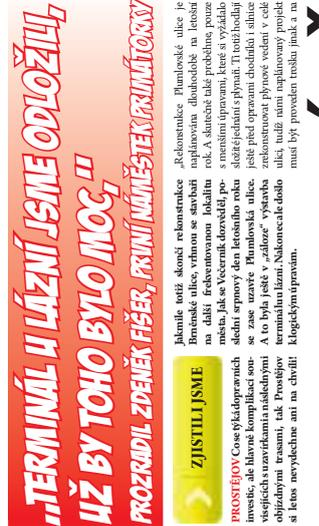 „TERMINÁL U LÁZNÍ JSME ODLOŽILI,
UŽ BY TOHO BYLO MOC,“
PROZRADIL ZDENĚK FIŠER, PRVNÍ NÁMĚSTEK PRIMÁTORKY
ZJISTILI JSME
PROSTĚJOV Co se týká dopravních
investic, ale hlavně komplikací sou-
visejících s uzavírkami a následnými
objízdnými trasami, tak Prostějov
si letos nevydechne ani na chvíli!
Jakmile totiž skončí rekonstrukce
Brněnské ulice, vrhnou se stavbaři
na další frekventovanou lokalitu
města. Jak se Večerník dozvěděl, po-
slední srpnový den letošního roku
se zase uzavře Plumlovská ulice.
A to byla ještě v „záloze“ výstavba
terminálu u lázní. Nakonec ale došlo
k logickým úpravám.
„Rekonstrukce Plumlovské ulice je
naplánována dlouhodobě na letošní
rok. A skutečně také proběhne, pouze
s menšími úpravami, které si vyžádalo
složité jednání s plynaři. Ti totiž hodlají
ještě před opravami chodníků i silnice
zrekonstruovat plynové vedení v celé
ulici, tudíž námi naplánovaný projekt
musí být proveden trošku jinak a na